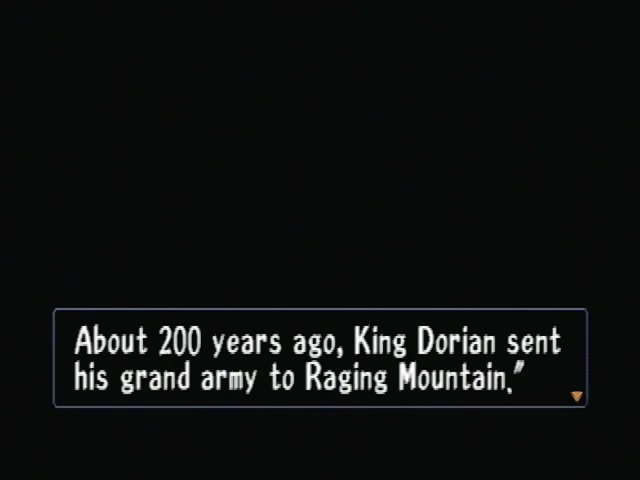 About 200 years ago, King Dorian sent
his grand army to Raging Mountain."